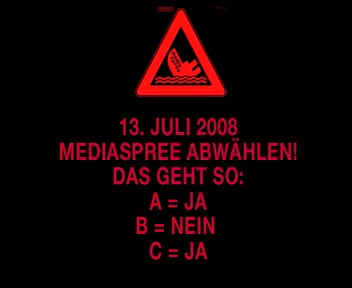 13. JULI 2008
MEDIASPREE ABWÄHLEN!
DAS GEHT SO:
A = JA
B = NEIN
C = JA